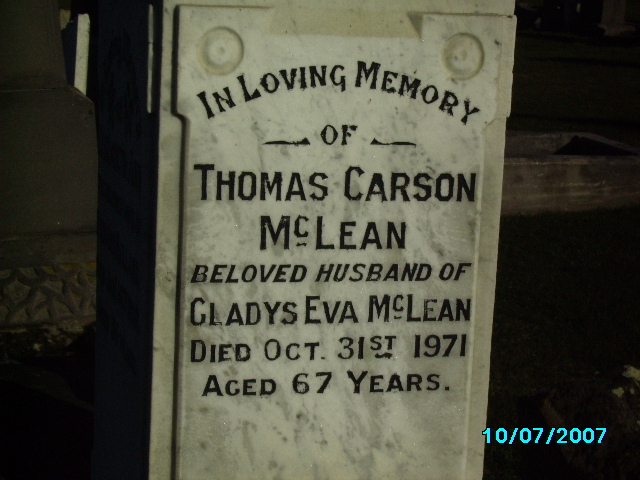 IN LOVING MEMORY
OF
THOMAS CARSON
McLEAN
BELOVED HUSBAND OF
GLADYS EVA McLEAN
DIED OCT. 31ST 1971
AGED 67 YEARS.
10/07/2007